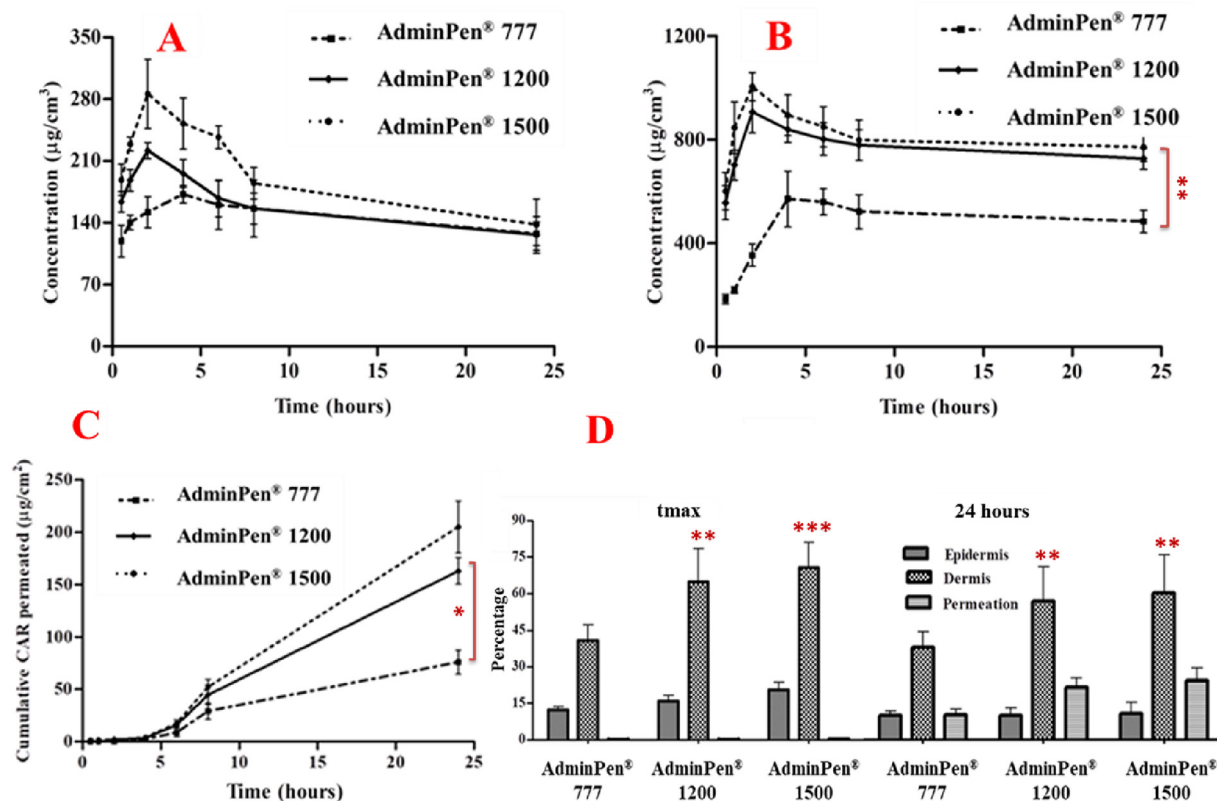 A
350
280
210
140
70
0
0 5 10 15 20 25
Concentration (µg/cm³)
Time (hours)
AdminPen® 777
AdminPen® 1200
AdminPen® 1500
B
1200
800
400
0
0 5 10 15 20 25
Concentration (µg/cm³)
Time (hours)
AdminPen® 777
AdminPen® 1200
AdminPen® 1500
**
C
250
200
150
100
50
0
0 5 10 15 20 25
Cumulative CAR permeated (µg/cm²)
Time (hours)
AdminPen® 777
AdminPen® 1200
AdminPen® 1500
*
D
90
75
60
45
30
15
0
Percentage
tmax
24 hours
** *** ** **
Epidermis
Dermis
Permeation
AdminPen® AdminPen® AdminPen® AdminPen® AdminPen® AdminPen®
777 1200 1500 777 1200 1500